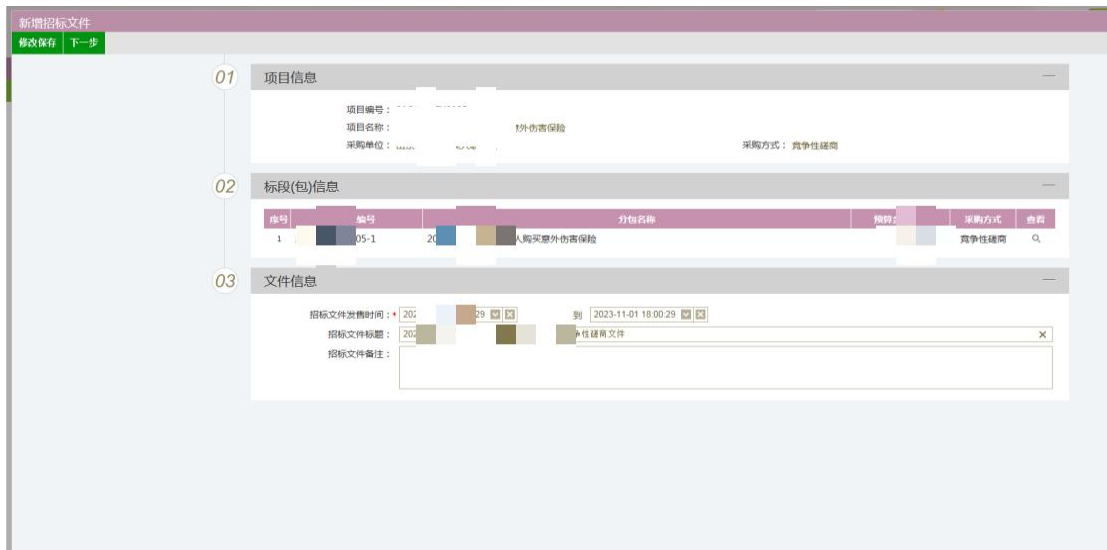 新增招标文件
修改保存 下一步
01 项目信息
项目编号：
项目名称： 外伤害保险
采购单位： 采购方式： 竞争性磋商
02 标段(包)信息
序号 编号 分包名称 预算 采购方式 查看
1 05-1 20 人购买意外伤害保险 竞争性磋商
03 文件信息
招标文件发售时间：* 202 29 到 2023-11-01 18:00:29
招标文件标题： 202 性磋商文件
招标文件备注：